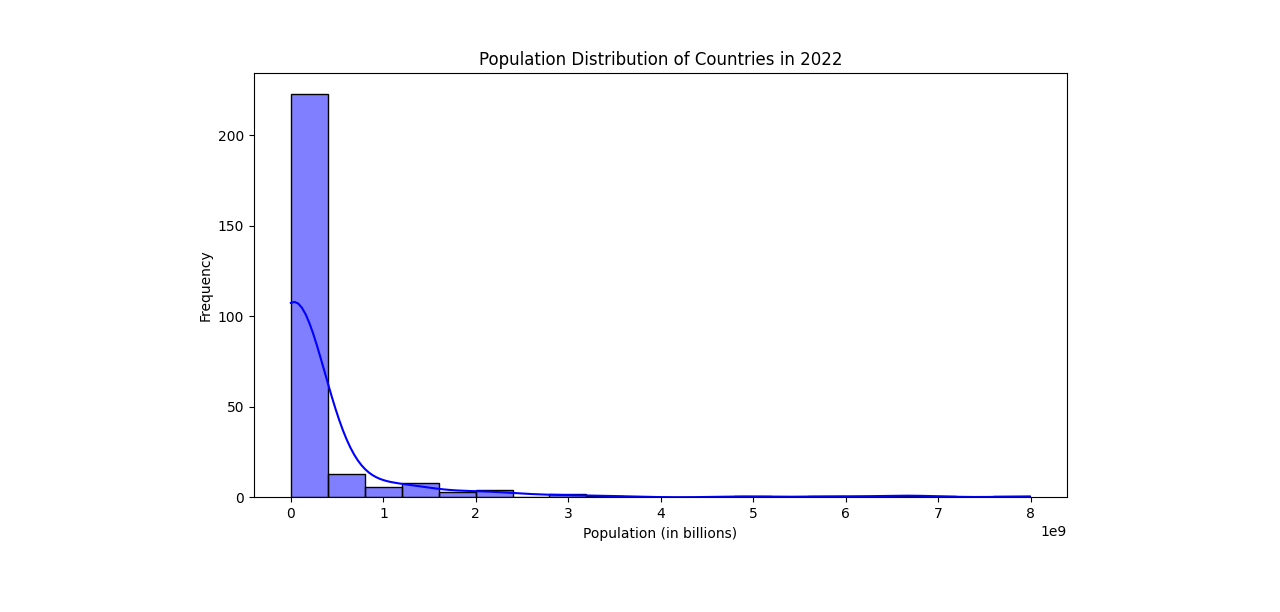 Population Distribution of Countries in 2022
Frequency
200
150
100
50
0
0 1 2 3 4 5 6 7 8
1e9
Population (in billions)